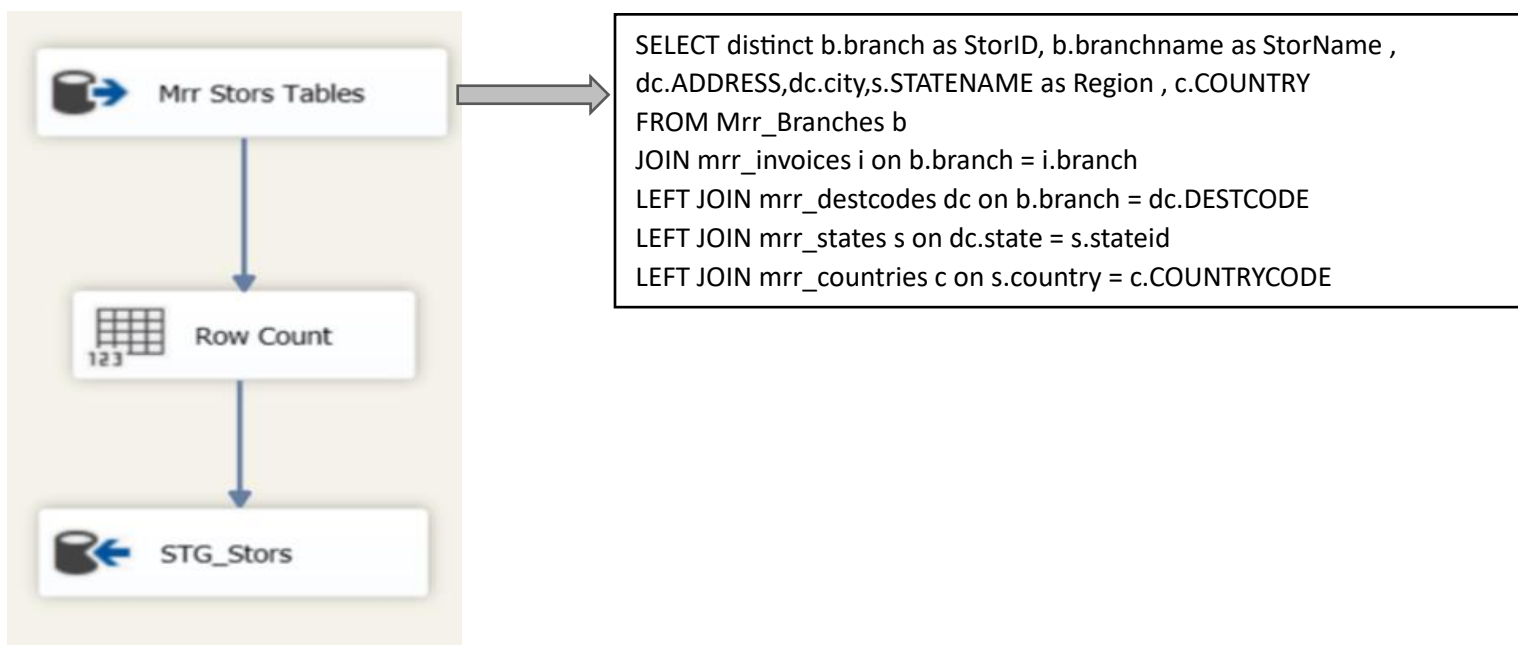 Mrr Stors Tables
SELECT distinct b.branch as StorID, b.branchname as StorName ,
dc.ADDRESS,dc.city,s.STATENAME as Region , c.COUNTRY
FROM Mrr_Branches b
JOIN mrr_invoices i on b.branch = i.branch
LEFT JOIN mrr_destcodes dc on b.branch = dc.DESTCODE
LEFT JOIN mrr_states s on dc.state = s.stateid
LEFT JOIN mrr_countries c on s.country = c.COUNTRYCODE
123
Row Count
STG_Stors